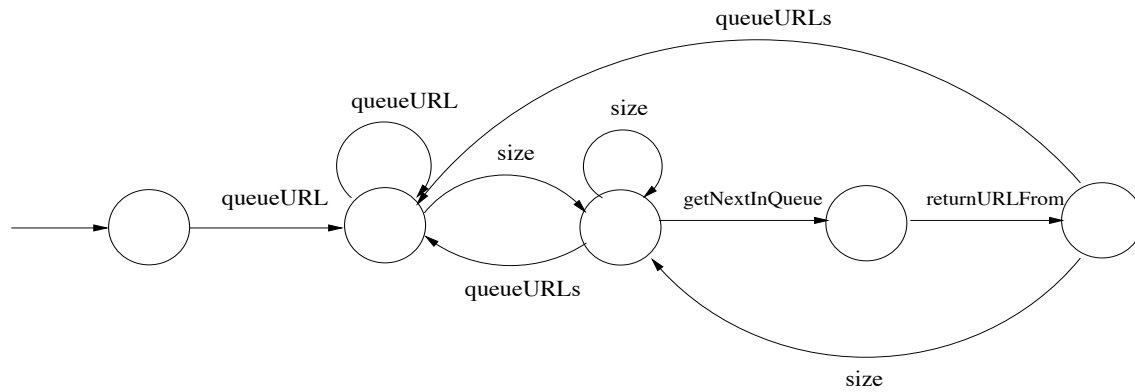 queueURLs
queueURL
size
size
queueURL
getNextInQueue
returnURLFrom
queueURLs
size